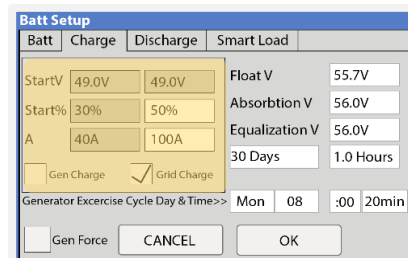 Batt Setup
Batt Charge Discharge Smart Load
StartV 49.0V 49.0V Float V 55.7V
Start% 30% 50% Absorbtion V 56.0V
A 40A 100A Equalization V 56.0V
30 Days 1.0 Hours
Gen Charge Grid Charge
Generator Excercise Cycle Day & Time>> Mon 08 :00 20min
Gen Force CANCEL OK